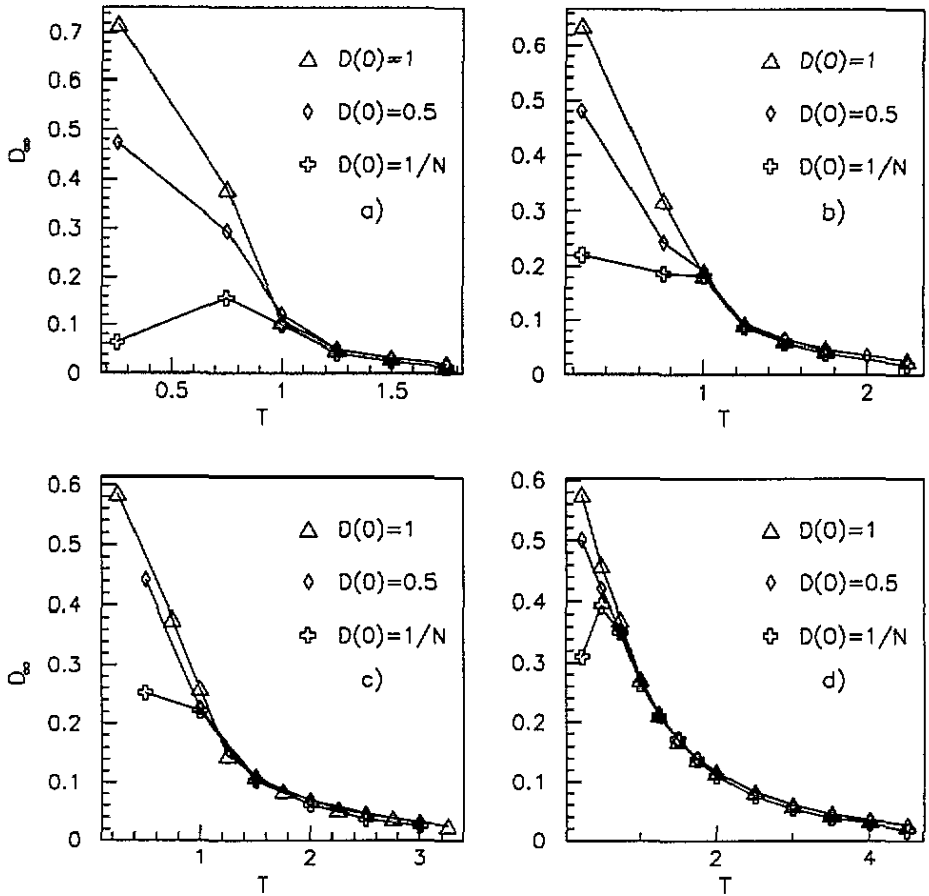 0.7
0.6
0.5
0.4
0.3
0.2
0.1
0
D∞
△ D(0)=1
◇ D(0)=0.5
✚ D(0)=1/N
a)
0.5
1
1.5
T
0.6
0.5
0.4
0.3
0.2
0.1
0
△ D(0)=1
◇ D(0)=0.5
✚ D(0)=1/N
b)
1
2
T
0.6
0.5
0.4
0.3
0.2
0.1
0
D∞
△ D(0)=1
◇ D(0)=0.5
✚ D(0)=1/N
c)
1
2
3
T
0.6
0.5
0.4
0.3
0.2
0.1
0
△ D(0)=1
◇ D(0)=0.5
✚ D(0)=1/N
d)
2
4
T